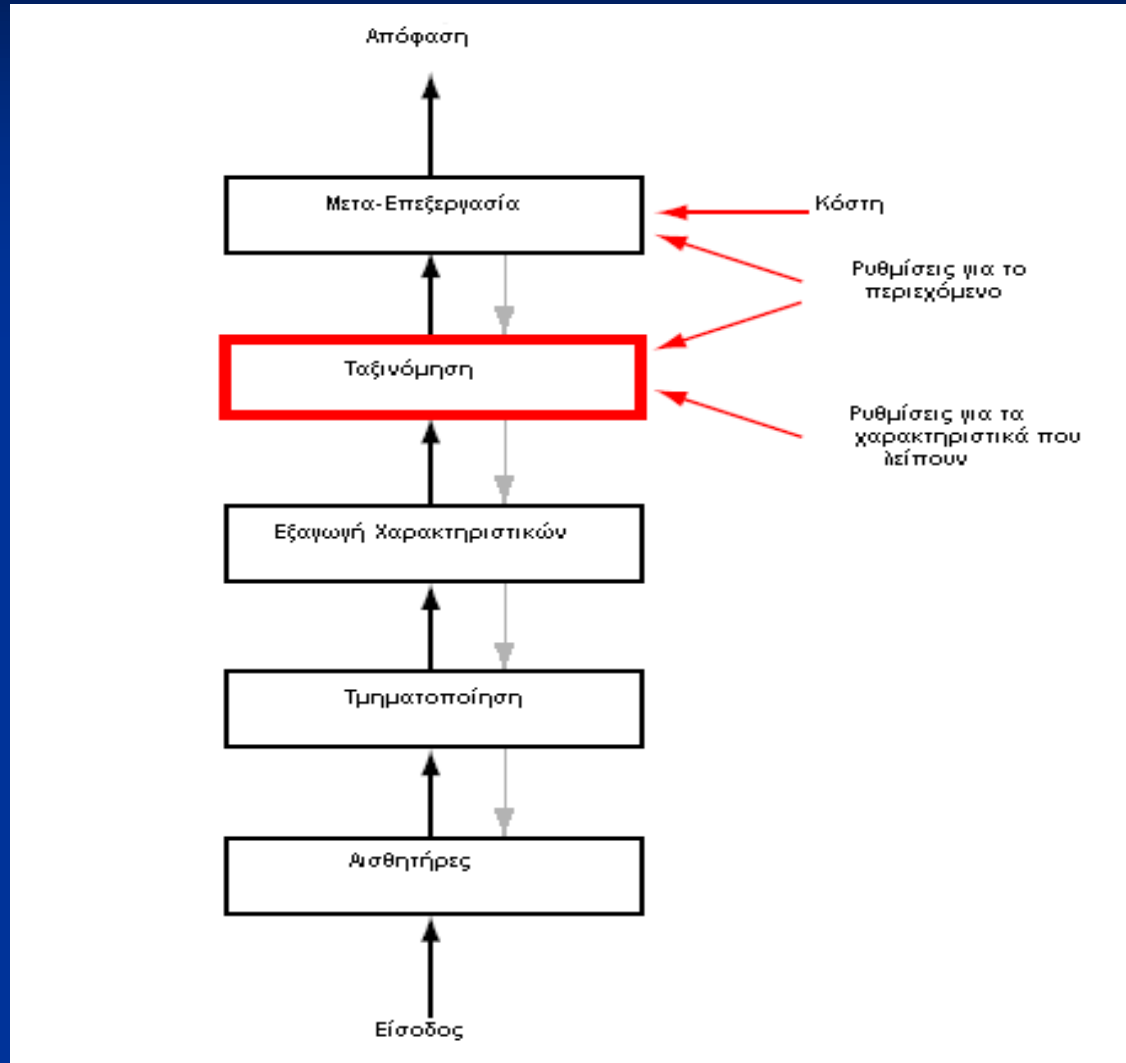 Απόφαση
Μετα-Επεξεργασία
Κόστη
Ρυθμίσεις για το
περιεχόμενο
Ταξινόμηση
Ρυθμίσεις για τα
χαρακτηριστικά που
λείπουν
Εξαγωγή Χαρακτηριστικών
Τμηματοποίηση
Αισθητήρες
Είσοδος